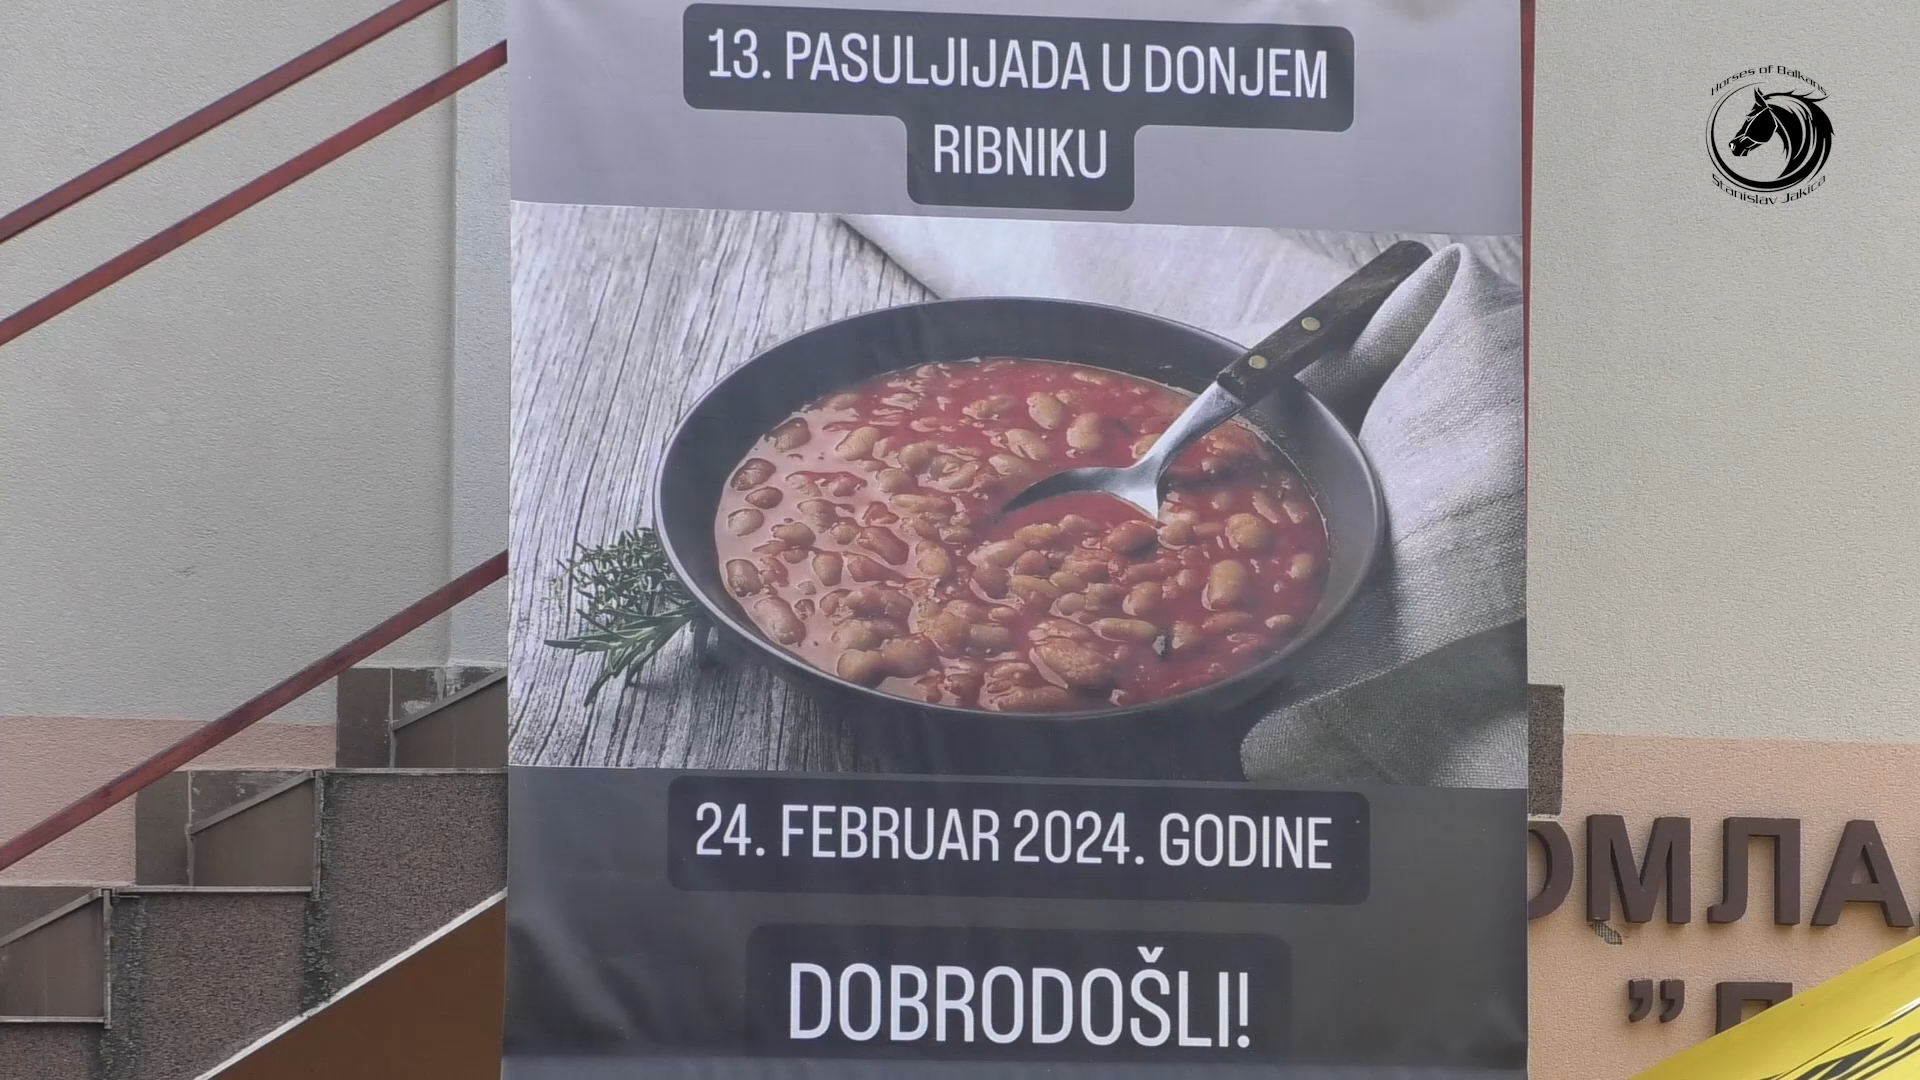 13. PASULJIJADA U DONJEM
RIBNIKU
Horses of Balkans
Stanislav Jakica
24. FEBRUAR 2024. GODINE
DOBRODOŠLI!
ОМЛА